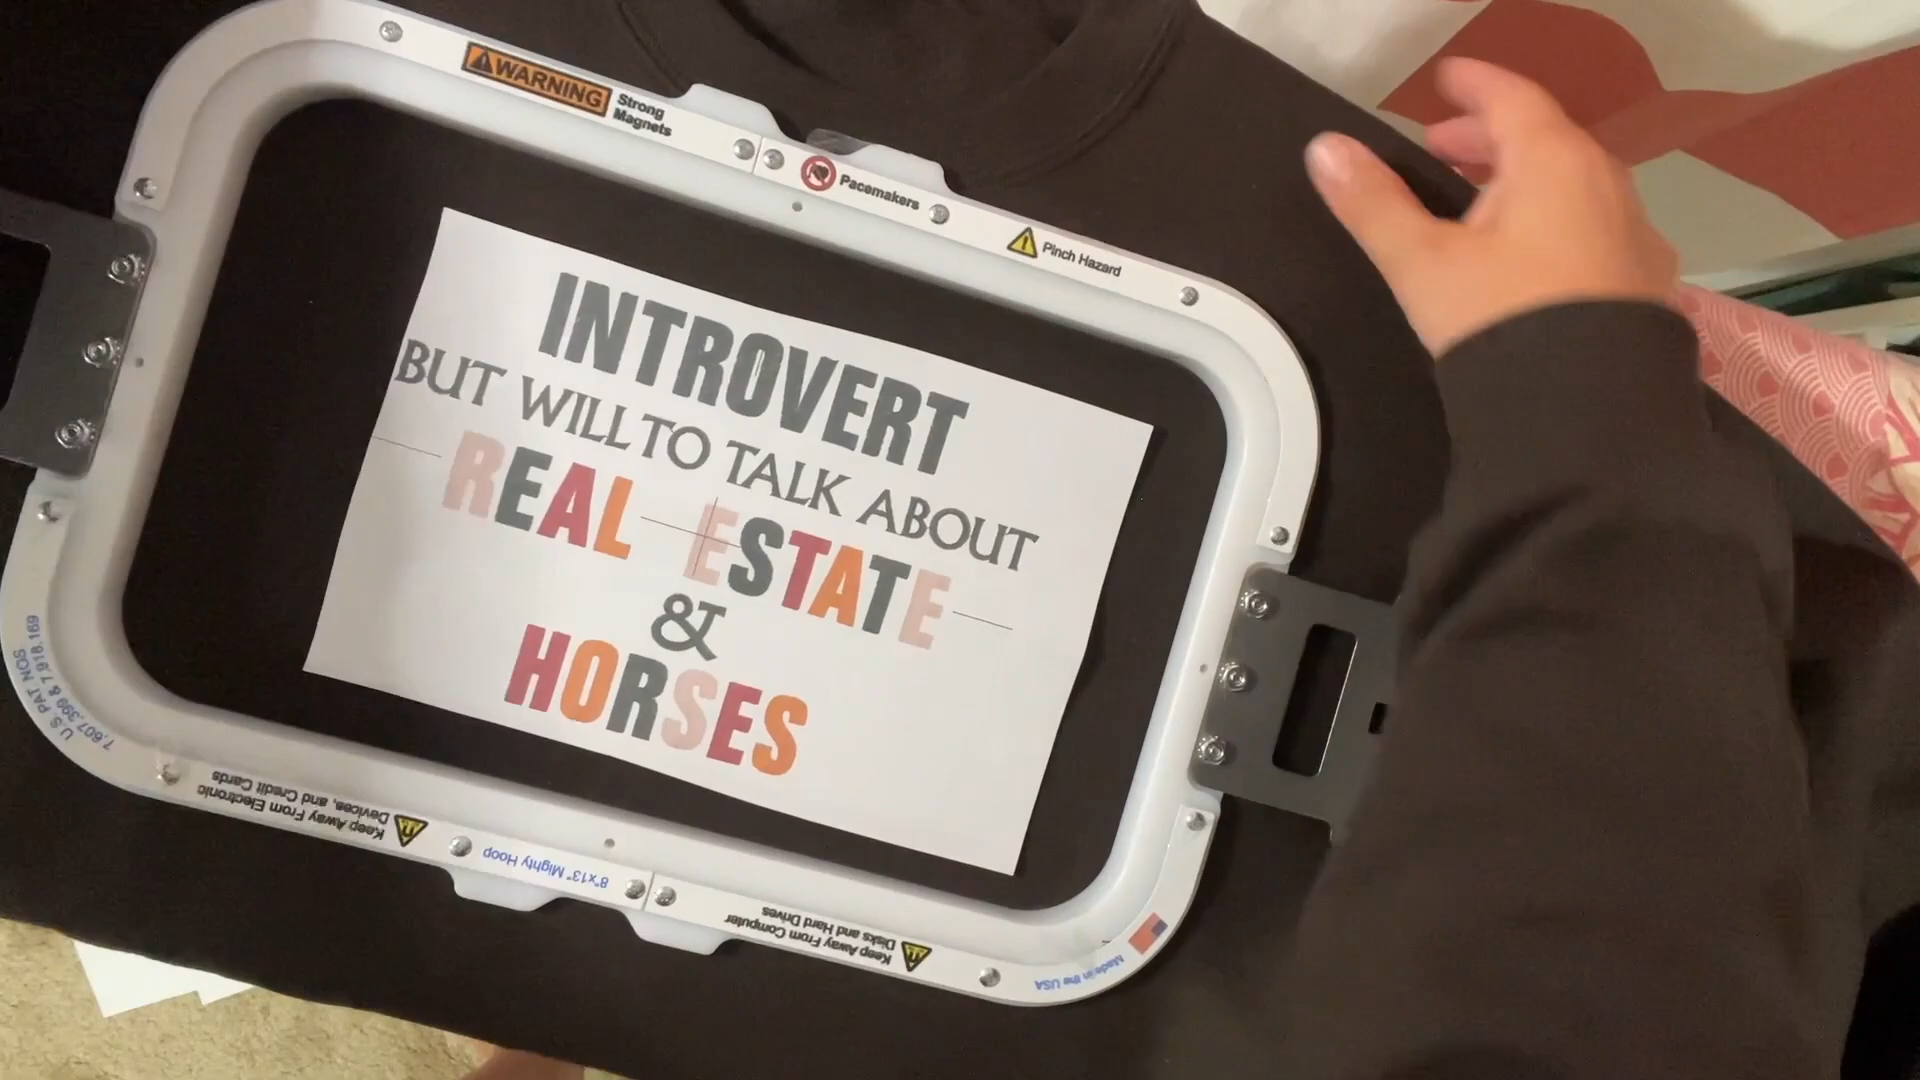 WARNING
Strong
Magnets
Pacemakers
Pinch Hazard
INTROVERT
BUT WILL TO TALK ABOUT
REAL ESTATE
&
HORSES
U.S. PAT NOS
7,607,399 & 7,918,169
Keep Away From Electronic
Devices, and Credit Cards
8"x13" Mighty Hoop
Keep Away From Computer
Disks and Hard Drives
Made in the USA